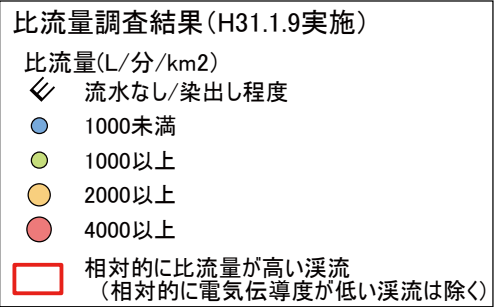 比流量調査結果(H31.1.9実施)
比流量(L/分/km2)
流水なし/染出し程度
1000未満
1000以上
2000以上
4000以上
相対的に比流量が高い渓流
(相対的に電気伝導度が低い渓流は除く)